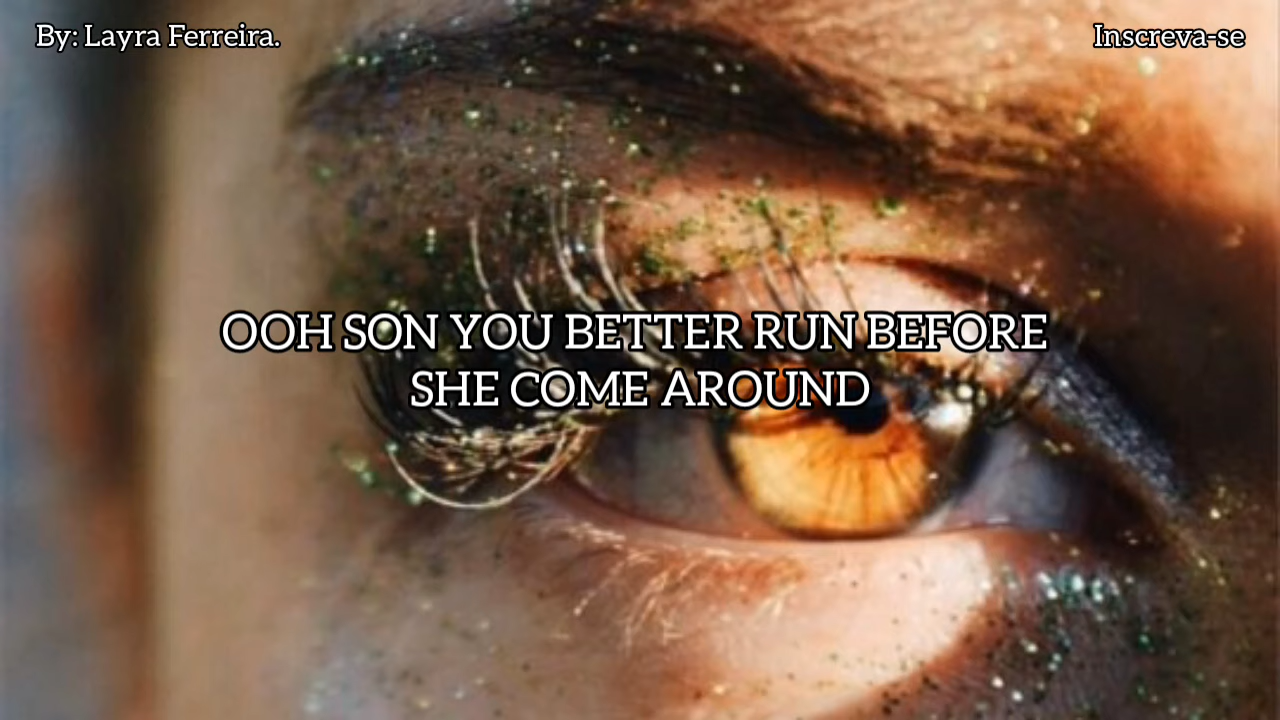 By: Layra Ferreira.
Inscreva-se
OOH SON YOU BETTER RUN BEFORE
SHE COME AROUND